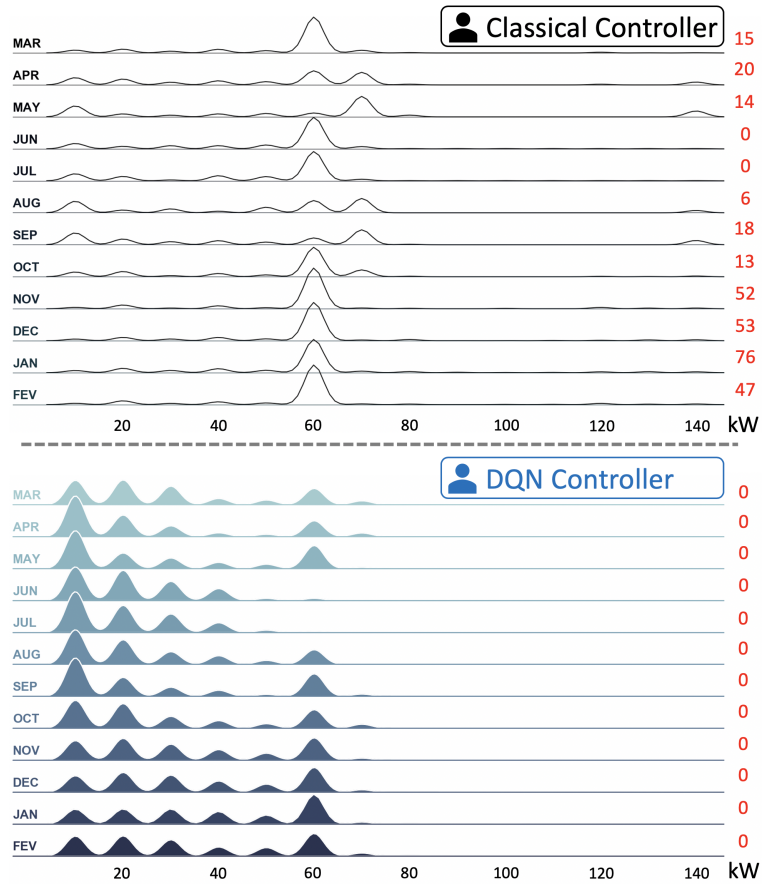 Classical Controller
MAR 15
APR 20
MAY 14
JUN 0
JUL 0
AUG 6
SEP 18
OCT 13
NOV 52
DEC 53
JAN 76
FEV 47
20 40 60 80 100 120 140 kW
DQN Controller
MAR 0
APR 0
MAY 0
JUN 0
JUL 0
AUG 0
SEP 0
OCT 0
NOV 0
DEC 0
JAN 0
FEV 0
20 40 60 80 100 120 140 kW